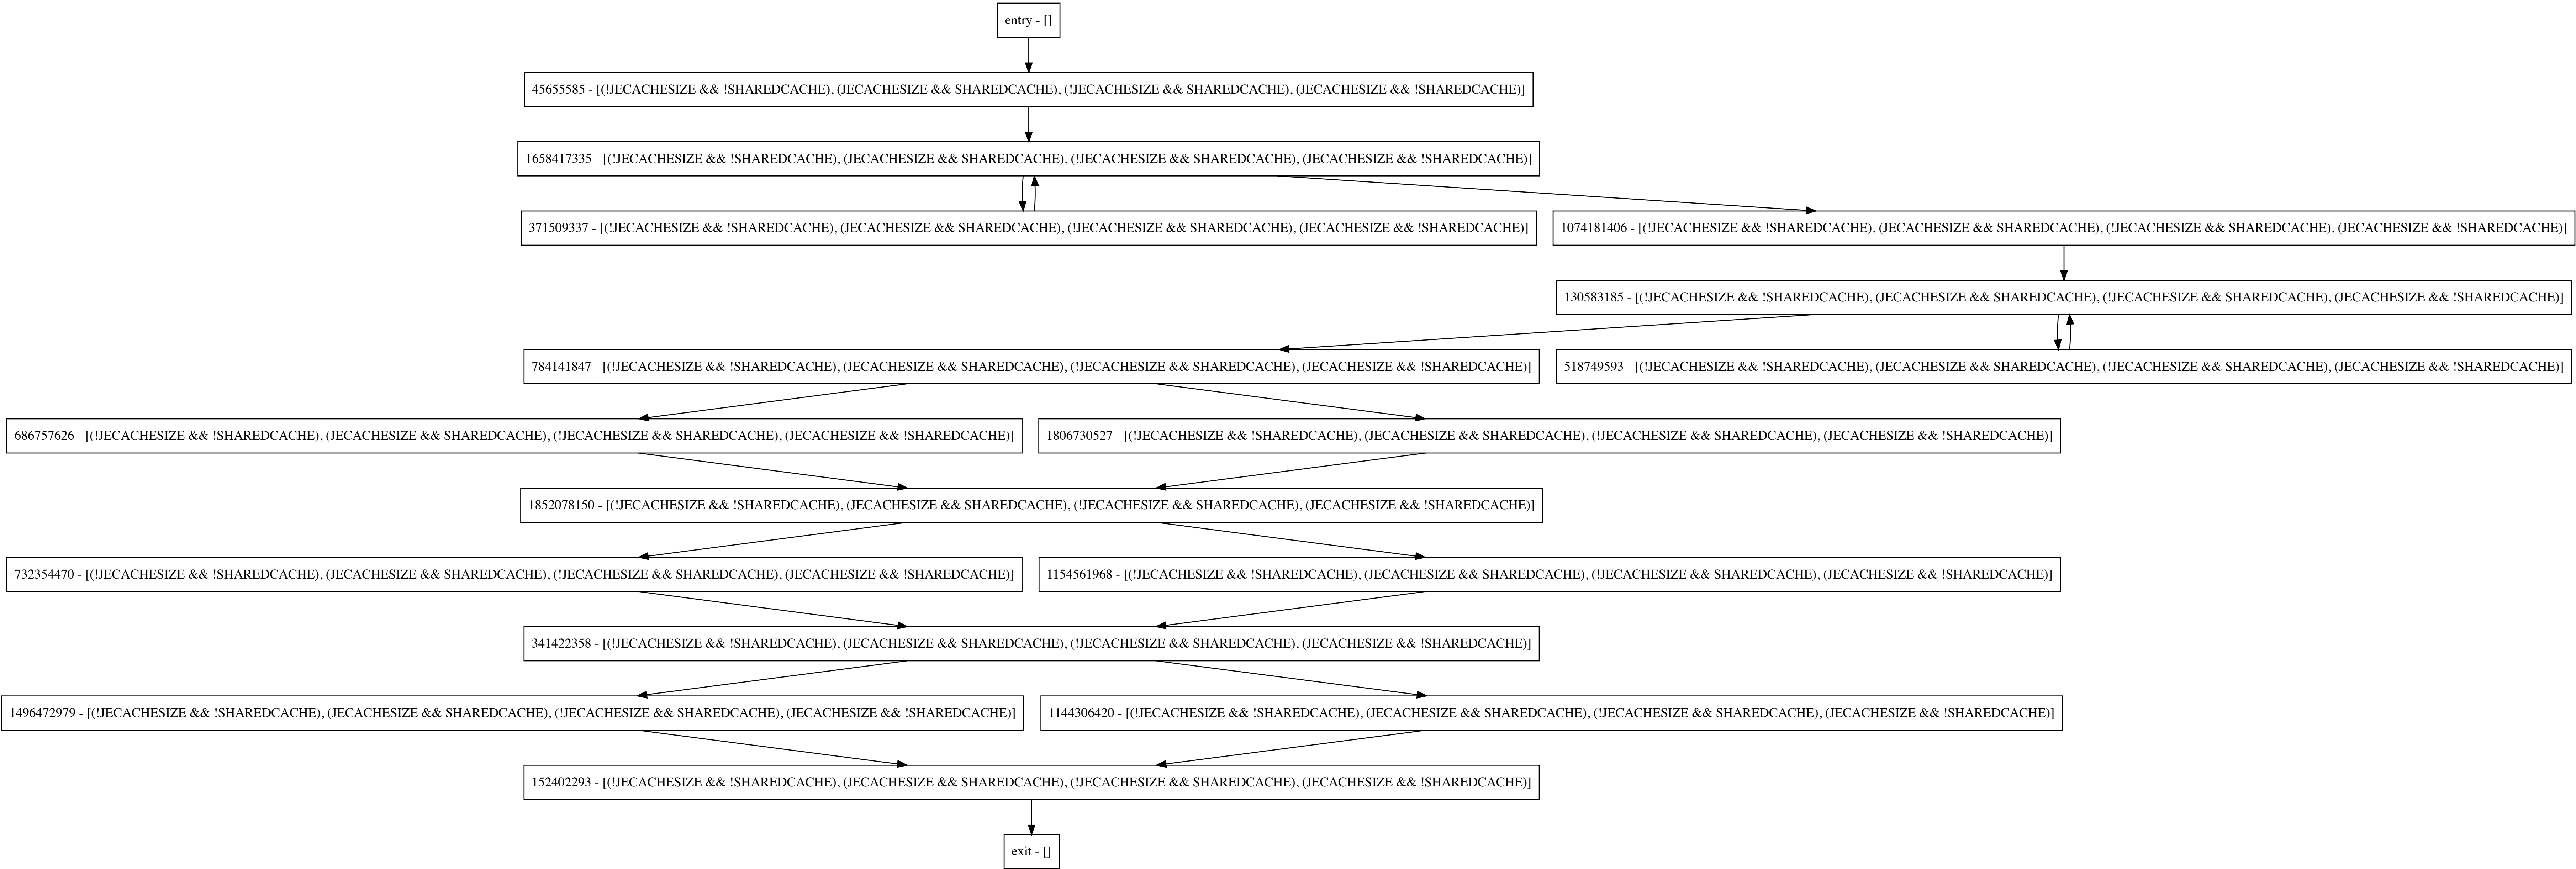 entry - []
45655585 - [(!JECACHESIZE && !SHAREDCACHE), (JECACHESIZE && SHAREDCACHE), (!JECACHESIZE && SHAREDCACHE), (JECACHESIZE && !SHAREDCACHE)]
1658417335 - [(!JECACHESIZE && !SHAREDCACHE), (JECACHESIZE && SHAREDCACHE), (!JECACHESIZE && SHAREDCACHE), (JECACHESIZE && !SHAREDCACHE)]
371509337 - [(!JECACHESIZE && !SHAREDCACHE), (JECACHESIZE && SHAREDCACHE), (!JECACHESIZE && SHAREDCACHE), (JECACHESIZE && !SHAREDCACHE)]
1074181406 - [(!JECACHESIZE && !SHAREDCACHE), (JECACHESIZE && SHAREDCACHE), (!JECACHESIZE && SHAREDCACHE), (JECACHESIZE && !SHAREDCACHE)]
130583185 - [(!JECACHESIZE && !SHAREDCACHE), (JECACHESIZE && SHAREDCACHE), (!JECACHESIZE && SHAREDCACHE), (JECACHESIZE && !SHAREDCACHE)]
784141847 - [(!JECACHESIZE && !SHAREDCACHE), (JECACHESIZE && SHAREDCACHE), (!JECACHESIZE && SHAREDCACHE), (JECACHESIZE && !SHAREDCACHE)]
518749593 - [(!JECACHESIZE && !SHAREDCACHE), (JECACHESIZE && SHAREDCACHE), (!JECACHESIZE && SHAREDCACHE), (JECACHESIZE && !SHAREDCACHE)]
686757626 - [(!JECACHESIZE && !SHAREDCACHE), (JECACHESIZE && SHAREDCACHE), (!JECACHESIZE && SHAREDCACHE), (JECACHESIZE && !SHAREDCACHE)]
1806730527 - [(!JECACHESIZE && !SHAREDCACHE), (JECACHESIZE && SHAREDCACHE), (!JECACHESIZE && SHAREDCACHE), (JECACHESIZE && !SHAREDCACHE)]
1852078150 - [(!JECACHESIZE && !SHAREDCACHE), (JECACHESIZE && SHAREDCACHE), (!JECACHESIZE && SHAREDCACHE), (JECACHESIZE && !SHAREDCACHE)]
732354470 - [(!JECACHESIZE && !SHAREDCACHE), (JECACHESIZE && SHAREDCACHE), (!JECACHESIZE && SHAREDCACHE), (JECACHESIZE && !SHAREDCACHE)]
1154561968 - [(!JECACHESIZE && !SHAREDCACHE), (JECACHESIZE && SHAREDCACHE), (!JECACHESIZE && SHAREDCACHE), (JECACHESIZE && !SHAREDCACHE)]
341422358 - [(!JECACHESIZE && !SHAREDCACHE), (JECACHESIZE && SHAREDCACHE), (!JECACHESIZE && SHAREDCACHE), (JECACHESIZE && !SHAREDCACHE)]
1496472979 - [(!JECACHESIZE && !SHAREDCACHE), (JECACHESIZE && SHAREDCACHE), (!JECACHESIZE && SHAREDCACHE), (JECACHESIZE && !SHAREDCACHE)]
1144306420 - [(!JECACHESIZE && !SHAREDCACHE), (JECACHESIZE && SHAREDCACHE), (!JECACHESIZE && SHAREDCACHE), (JECACHESIZE && !SHAREDCACHE)]
152402293 - [(!JECACHESIZE && !SHAREDCACHE), (JECACHESIZE && SHAREDCACHE), (!JECACHESIZE && SHAREDCACHE), (JECACHESIZE && !SHAREDCACHE)]
exit - []